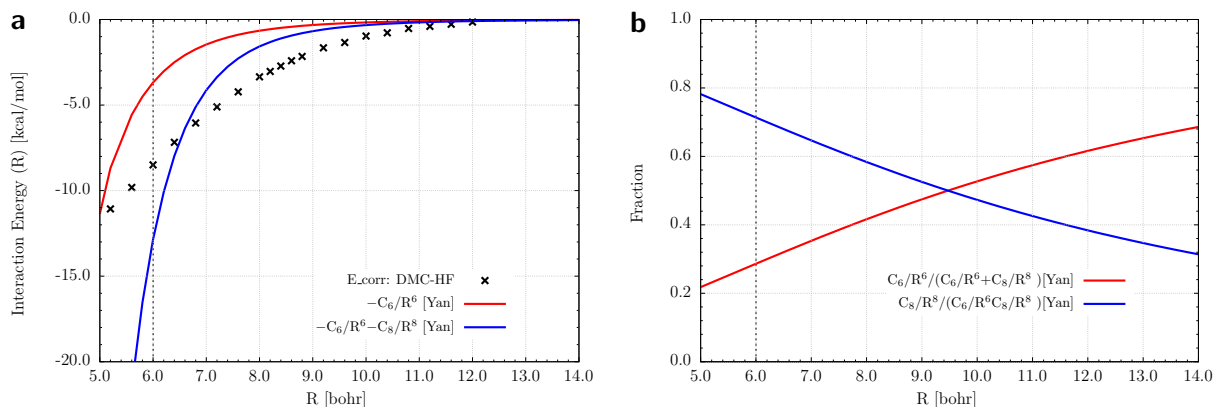 a
Interaction Energy (R) [kcal/mol]
0.0
-5.0
-10.0
-15.0
-20.0
E_corr: DMC-HF
−C₆/R⁶ [Yan]
−C₆/R⁶−C₈/R⁸ [Yan]
5.0 6.0 7.0 8.0 9.0 10.0 11.0 12.0 13.0 14.0
R [bohr]
b
Fraction
1.0
0.8
0.6
0.4
0.2
0.0
C₆/R⁶/(C₆/R⁶+C₈/R⁸ )[Yan]
C₈/R⁸/(C₆/R⁶C₈/R⁸ )[Yan]
5.0 6.0 7.0 8.0 9.0 10.0 11.0 12.0 13.0 14.0
R [bohr]